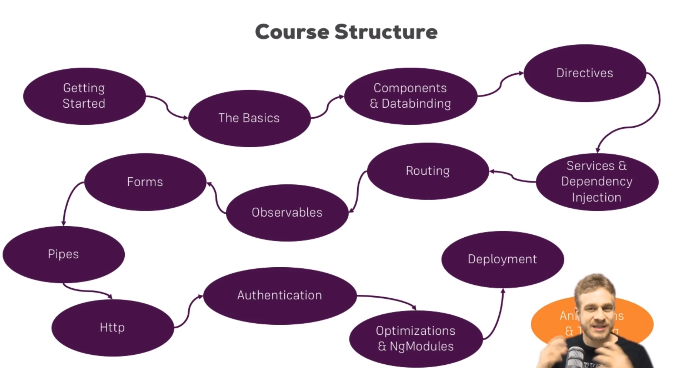 Course Structure
Getting
Started
The Basics
Components
& Databinding
Directives
Services &
Dependency
Injection
Routing
Observables
Forms
Pipes
Http
Authentication
Optimizations
& NgModules
Deployment
&